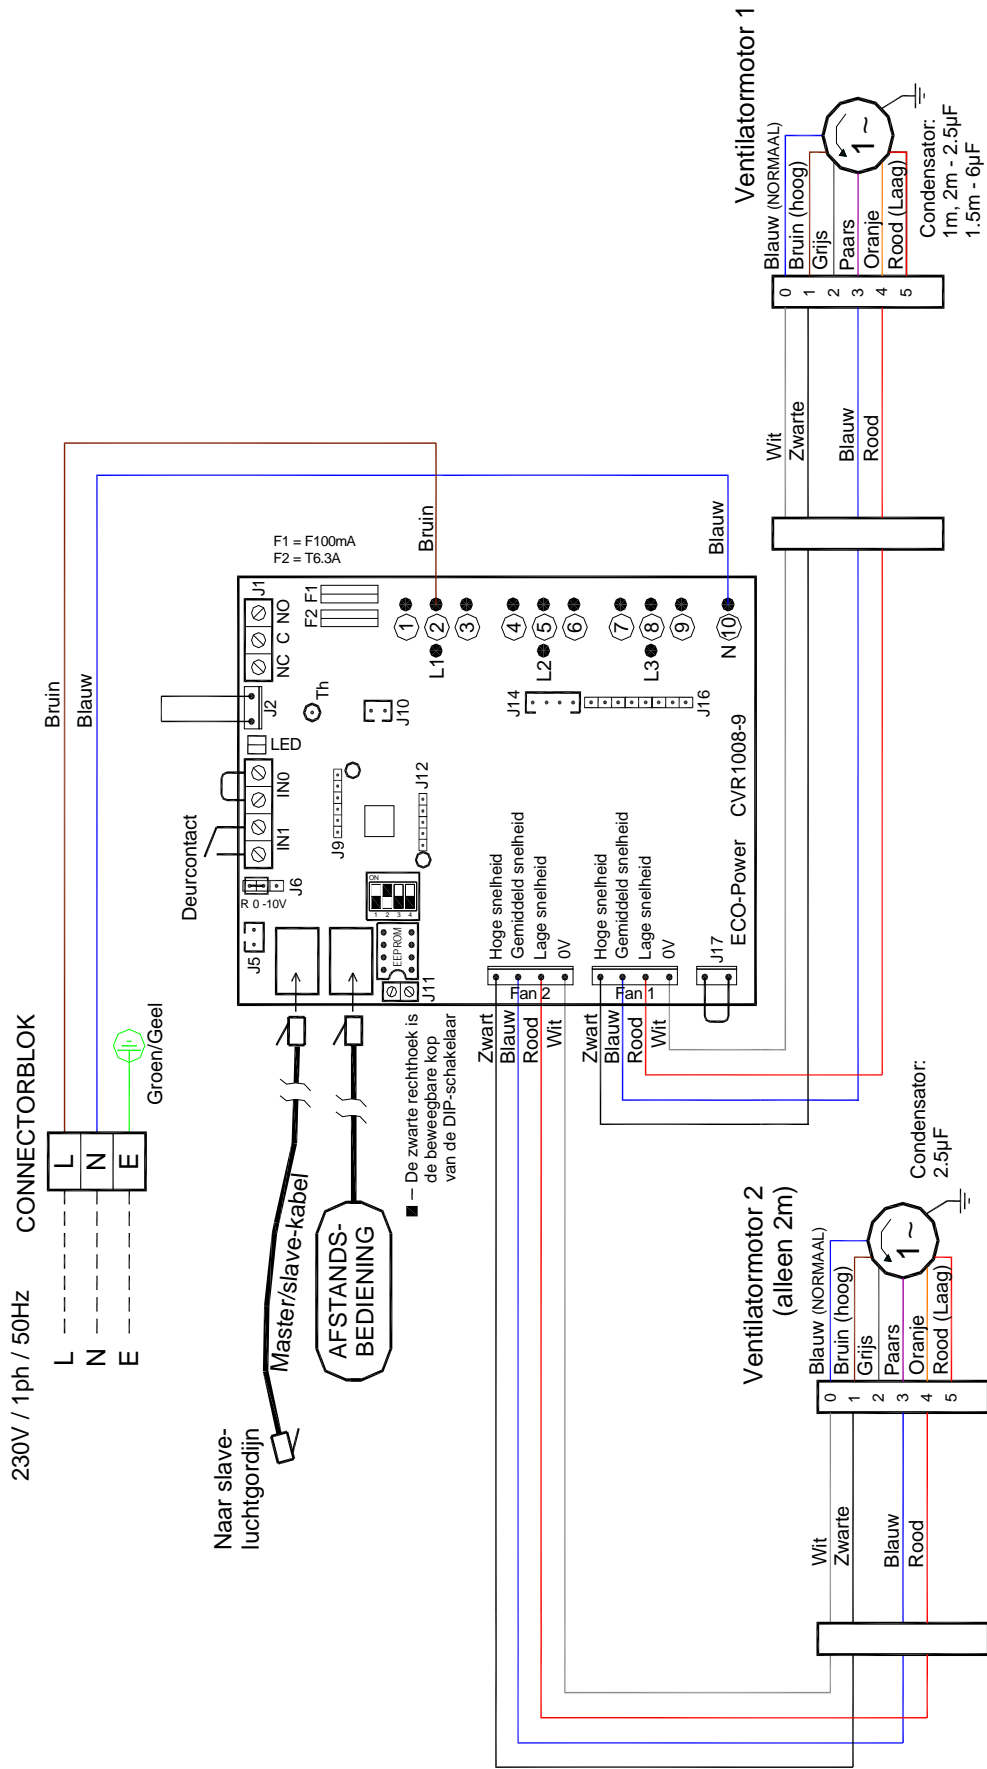 230V / 1ph / 50Hz
CONNECTORBLOK
L
N
E
L
N
E
Groen/Geel
Bruin
Blauw
Naar slave-
luchtgordijn
Master/slave-kabel
AFSTANDS-
BEDIENING
■ – De zwarte rechthoek is
de beweegbare kop
van de DIP-schakelaar
Deurcontact
F1 = F100mA
F2 = T6.3A
J5
R 0 -10V
J6
IN1
IN0
LED
J2
NC C NO
J1
Th
F2 F1
J10
J9
J12
ON
1 2 3 4
EEPROM
J11
J14
J16
1
2
3
4
5
6
7
8
9
N 10
L1
L2
L3
Bruin
Blauw
Hoge snelheid
Gemiddeld snelheid
Lage snelheid
0V
Fan 2
Hoge snelheid
Gemiddeld snelheid
Lage snelheid
0V
Fan 1
J17
ECO-Power CVR1008-9
Zwart
Blauw
Rood
Wit
Zwart
Blauw
Rood
Wit
Ventilatormotor 1
Blauw (NORMAAL)
Bruin (hoog)
Grijs
Paars
Oranje
Rood (Laag)
0
1
2
3
4
5
1 ~
Condensator:
1m, 2m - 2.5µF
1.5m - 6µF
Wit
Zwarte
Blauw
Rood
Ventilatormotor 2
(alleen 2m)
Blauw (NORMAAL)
Bruin (hoog)
Grijs
Paars
Oranje
Rood (Laag)
0
1
2
3
4
5
1 ~
Condensator:
2.5µF
Wit
Zwarte
Blauw
Rood